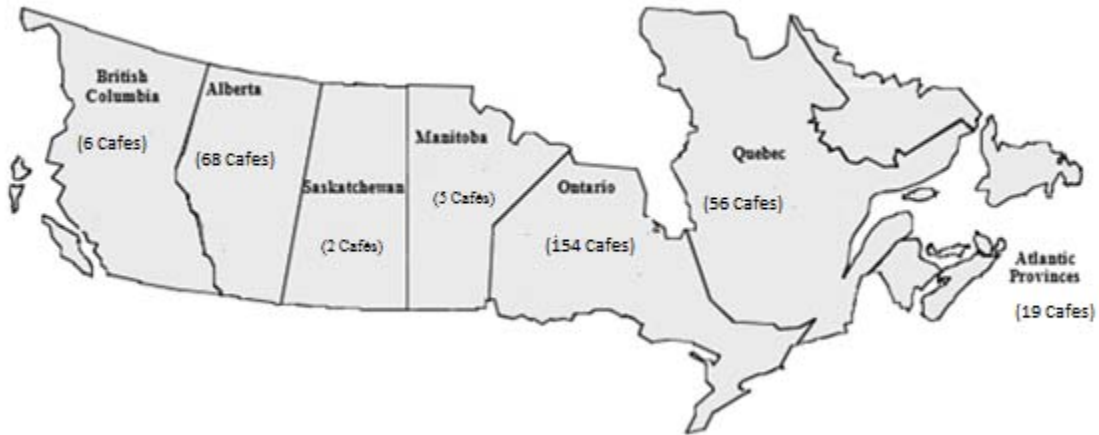 British
Columbia
(6 Cafes)
Alberta
(68 Cafes)
Saskatchewan
(2 Cafes)
Manitoba
(5 Cafes)
Ontario
(154 Cafes)
Quebec
(56 Cafes)
Atlantic
Provinces
(19 Cafes)